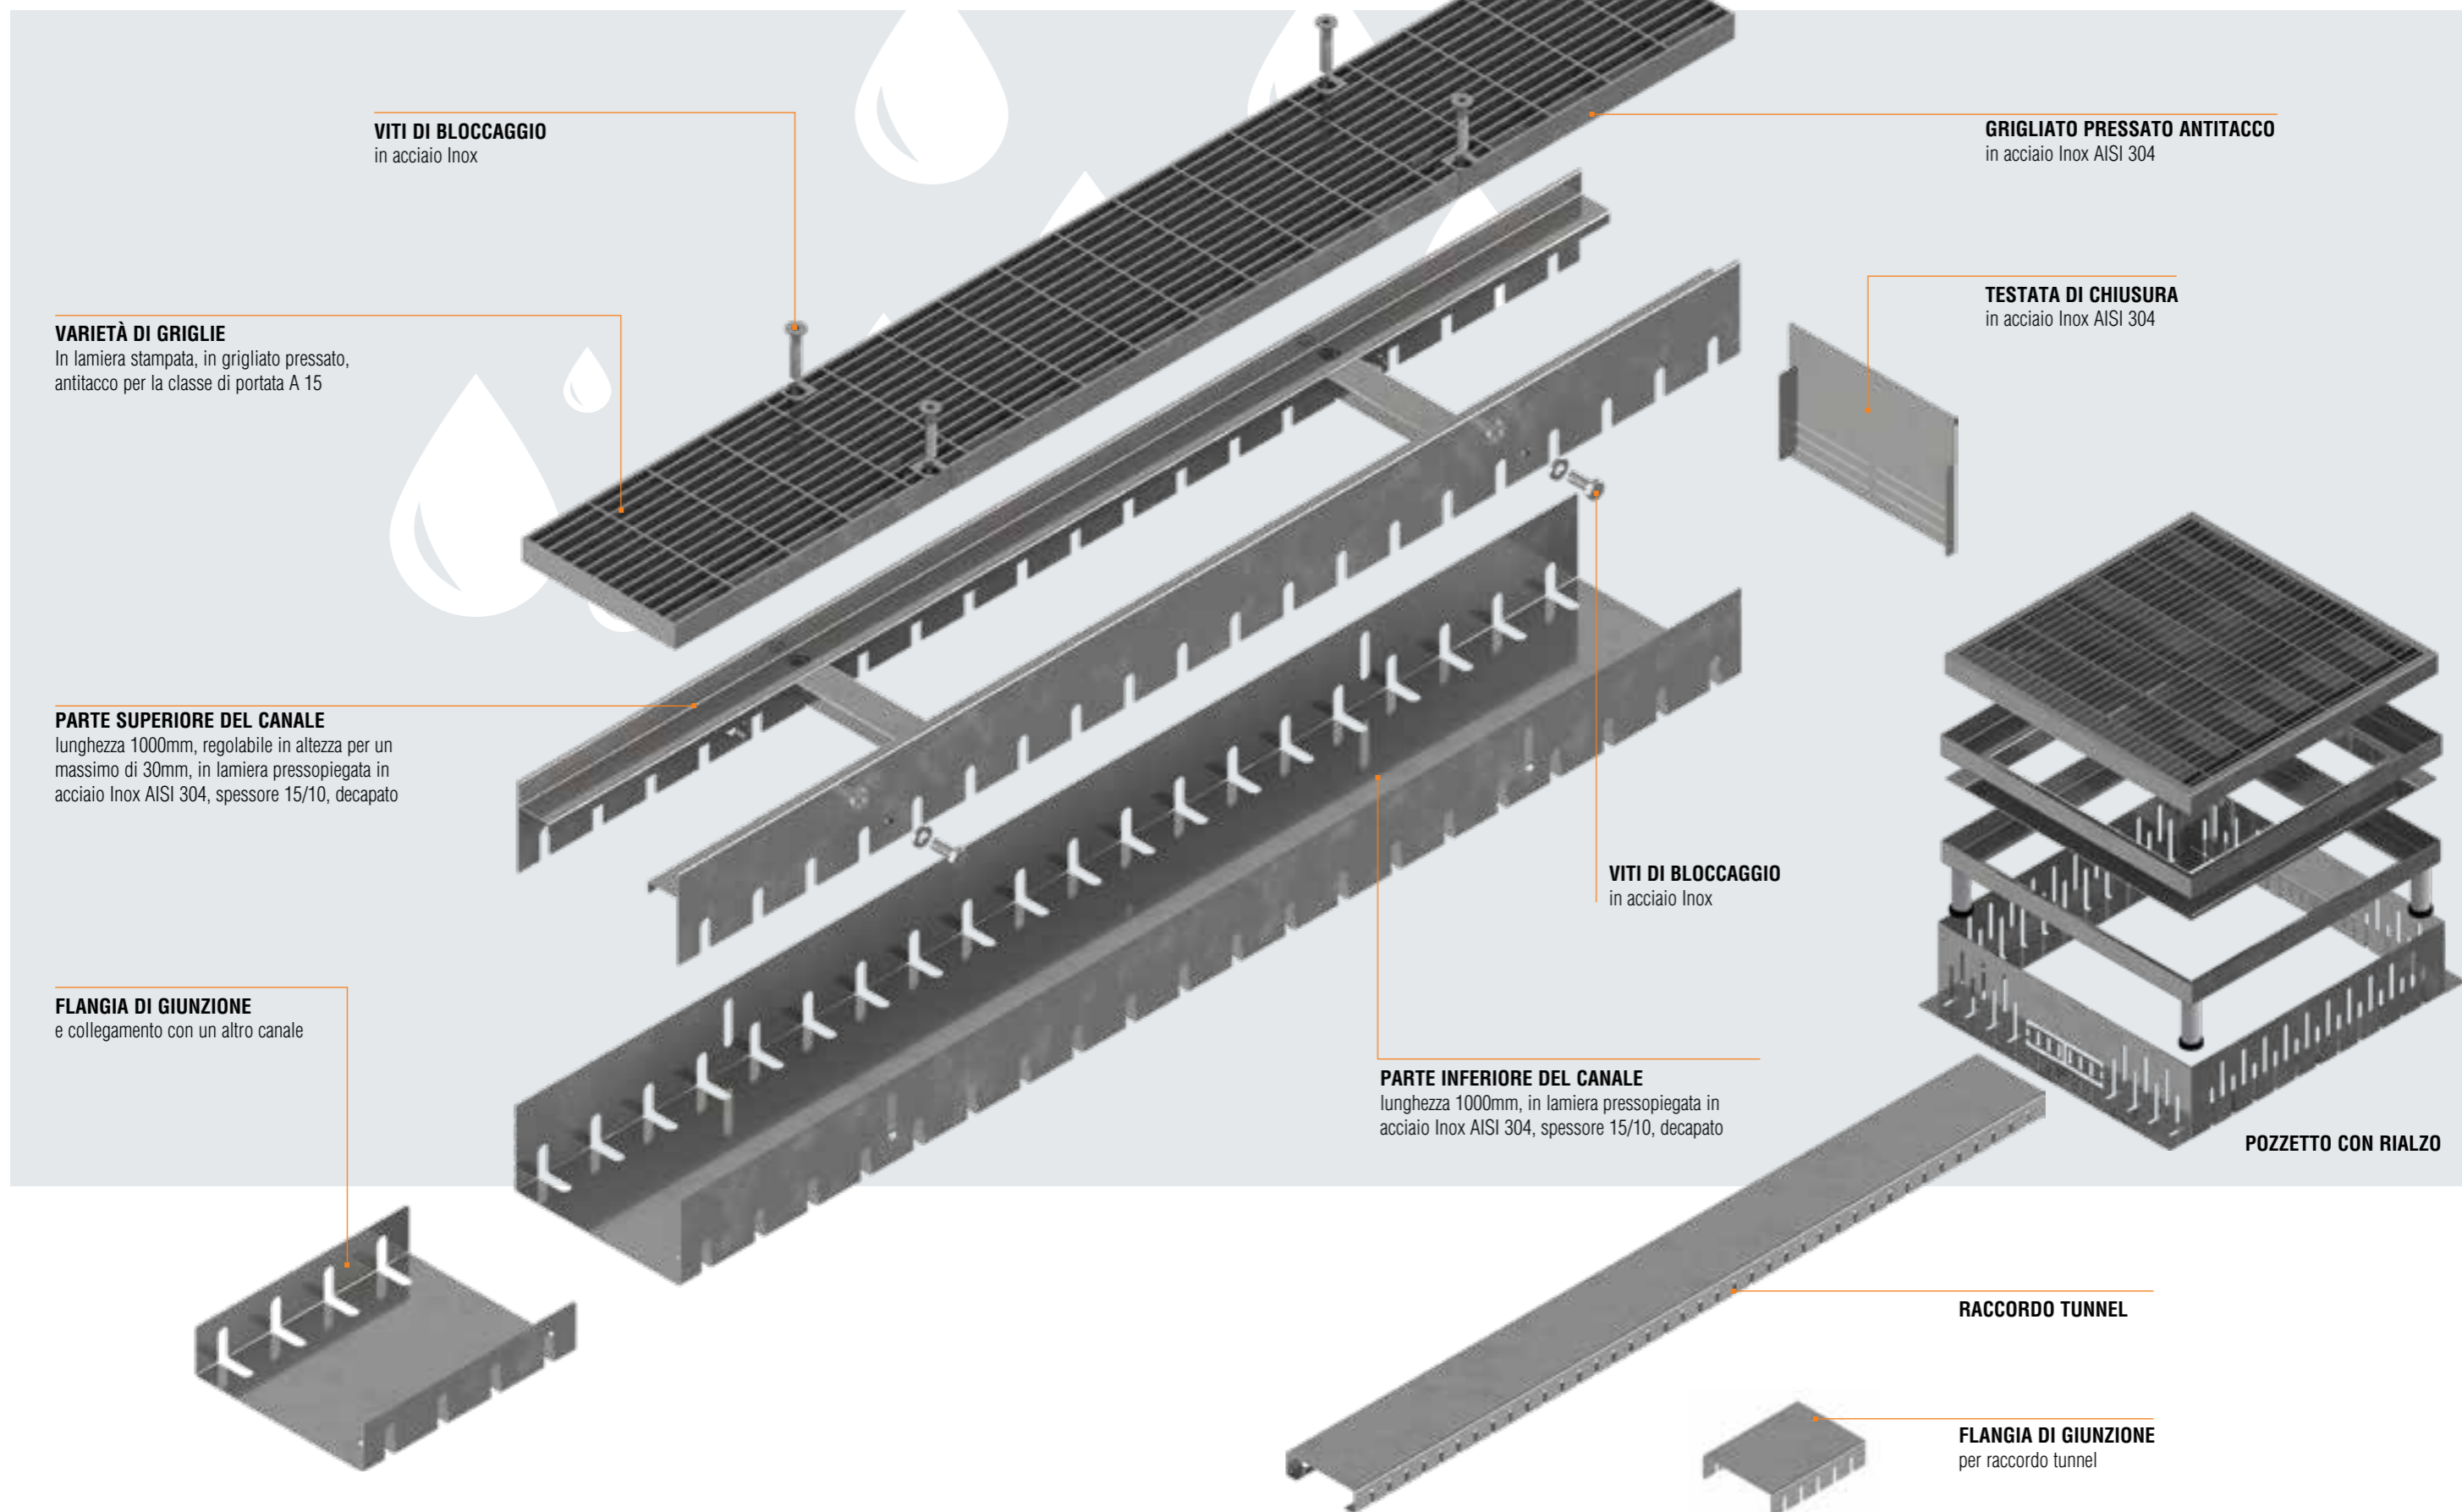 VITI DI BLOCCAGGIO
in acciaio Inox
GRIGLIATO PRESSATO ANTITACCO
in acciaio Inox AISI 304
TESTATA DI CHIUSURA
in acciaio Inox AISI 304
VARIETÀ DI GRIGLIE
In lamiera stampata, in grigliato pressato,
antitacco per la classe di portata A 15
PARTE SUPERIORE DEL CANALE
lunghezza 1000mm, regolabile in altezza per un
massimo di 30mm, in lamiera pressopiegata in
acciaio Inox AISI 304, spessore 15/10, decapato
VITI DI BLOCCAGGIO
in acciaio Inox
FLANGIA DI GIUNZIONE
e collegamento con un altro canale
PARTE INFERIORE DEL CANALE
lunghezza 1000mm, in lamiera pressopiegata in
acciaio Inox AISI 304, spessore 15/10, decapato
POZZETTO CON RIALZO
RACCORDO TUNNEL
FLANGIA DI GIUNZIONE
per raccordo tunnel